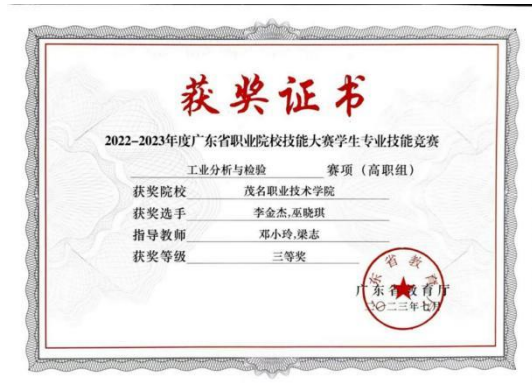 获奖证书
2022-2023年度广东省职业院校技能大赛学生专业技能竞赛
工业分析与检验 赛项（高职组）
获奖院校 茂名职业技术学院
获奖选手 李金杰,巫晓琪
指导教师 邓小玲,梁志
获奖等级 三等奖
广东省教育厅
二〇二三年七月